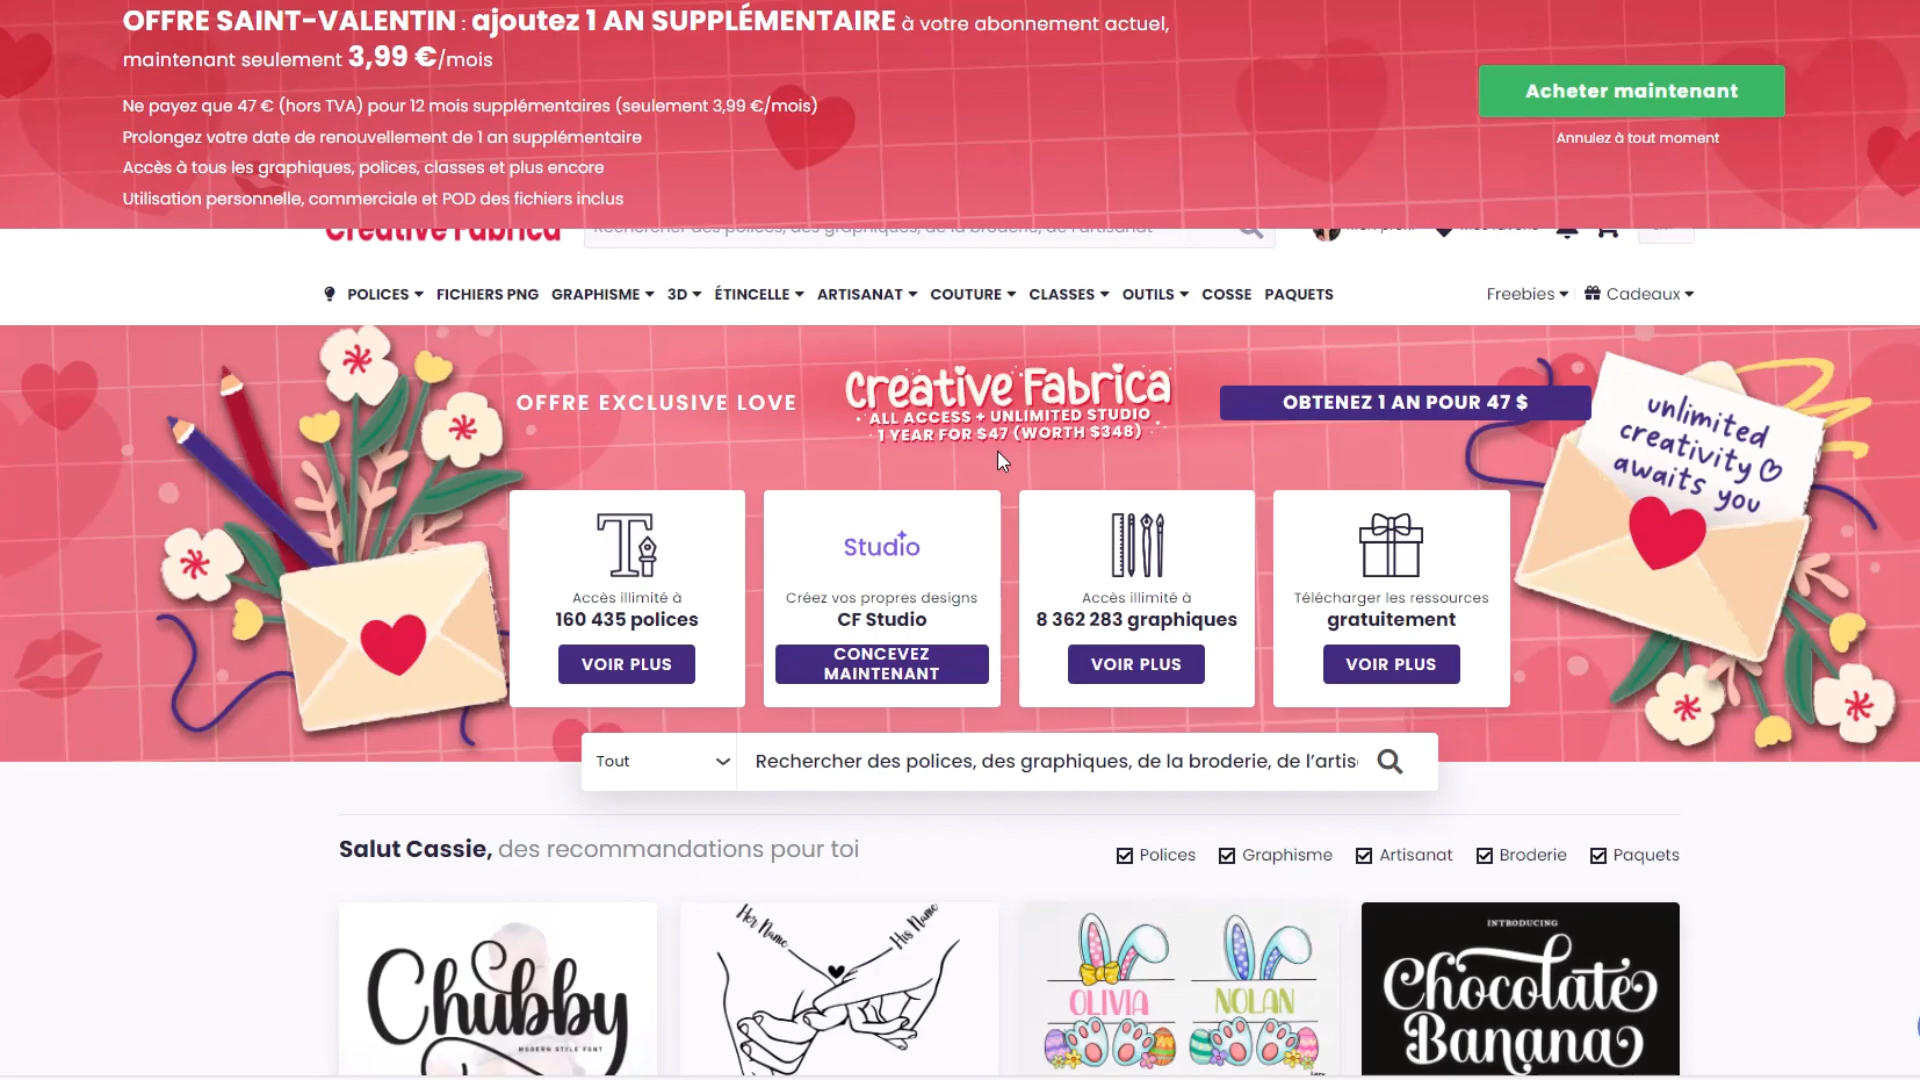 OFFRE SAINT-VALENTIN : ajoutez 1 AN SUPPLÉMENTAIRE à votre abonnement actuel,
maintenant seulement 3,99 €/mois
Ne payez que 47 € (hors TVA) pour 12 mois supplémentaires (seulement 3,99 €/mois)
Prolongez votre date de renouvellement de 1 an supplémentaire
Accès à tous les graphiques, polices, classes et plus encore
Utilisation personnelle, commerciale et POD des fichiers inclus
Acheter maintenant
Annulez à tout moment
Creative Fabrica
Rechercher des polices, des graphiques, de la broderie, de l'artisanat
POLICES FICHIERS PNG GRAPHISME 3D ÉTINCELLE ARTISANAT COUTURE CLASSES OUTILS COSSE PAQUETS Freebies Cadeaux
OFFRE EXCLUSIVE LOVE
Creative Fabrica
ALL ACCESS + UNLIMITED STUDIO
1 YEAR FOR $47 (WORTH $348)
OBTENEZ 1 AN POUR 47 $
unlimited
creativity
awaits you
Accès illimité à
160 435 polices
VOIR PLUS
Studio
Créez vos propres designs
CF Studio
CONCEVEZ
MAINTENANT
Accès illimité à
8 362 283 graphiques
VOIR PLUS
Télécharger les ressources
gratuitement
VOIR PLUS
Tout
Rechercher des polices, des graphiques, de la broderie, de l'artis
Salut Cassie, des recommandations pour toi
Polices Graphisme Artisanat Broderie Paquets
Chubby
MODERN STYLE FONT
Her Name
His Name
OLIVIA
NOLAN
INTRODUCING
Chocolate
Banana